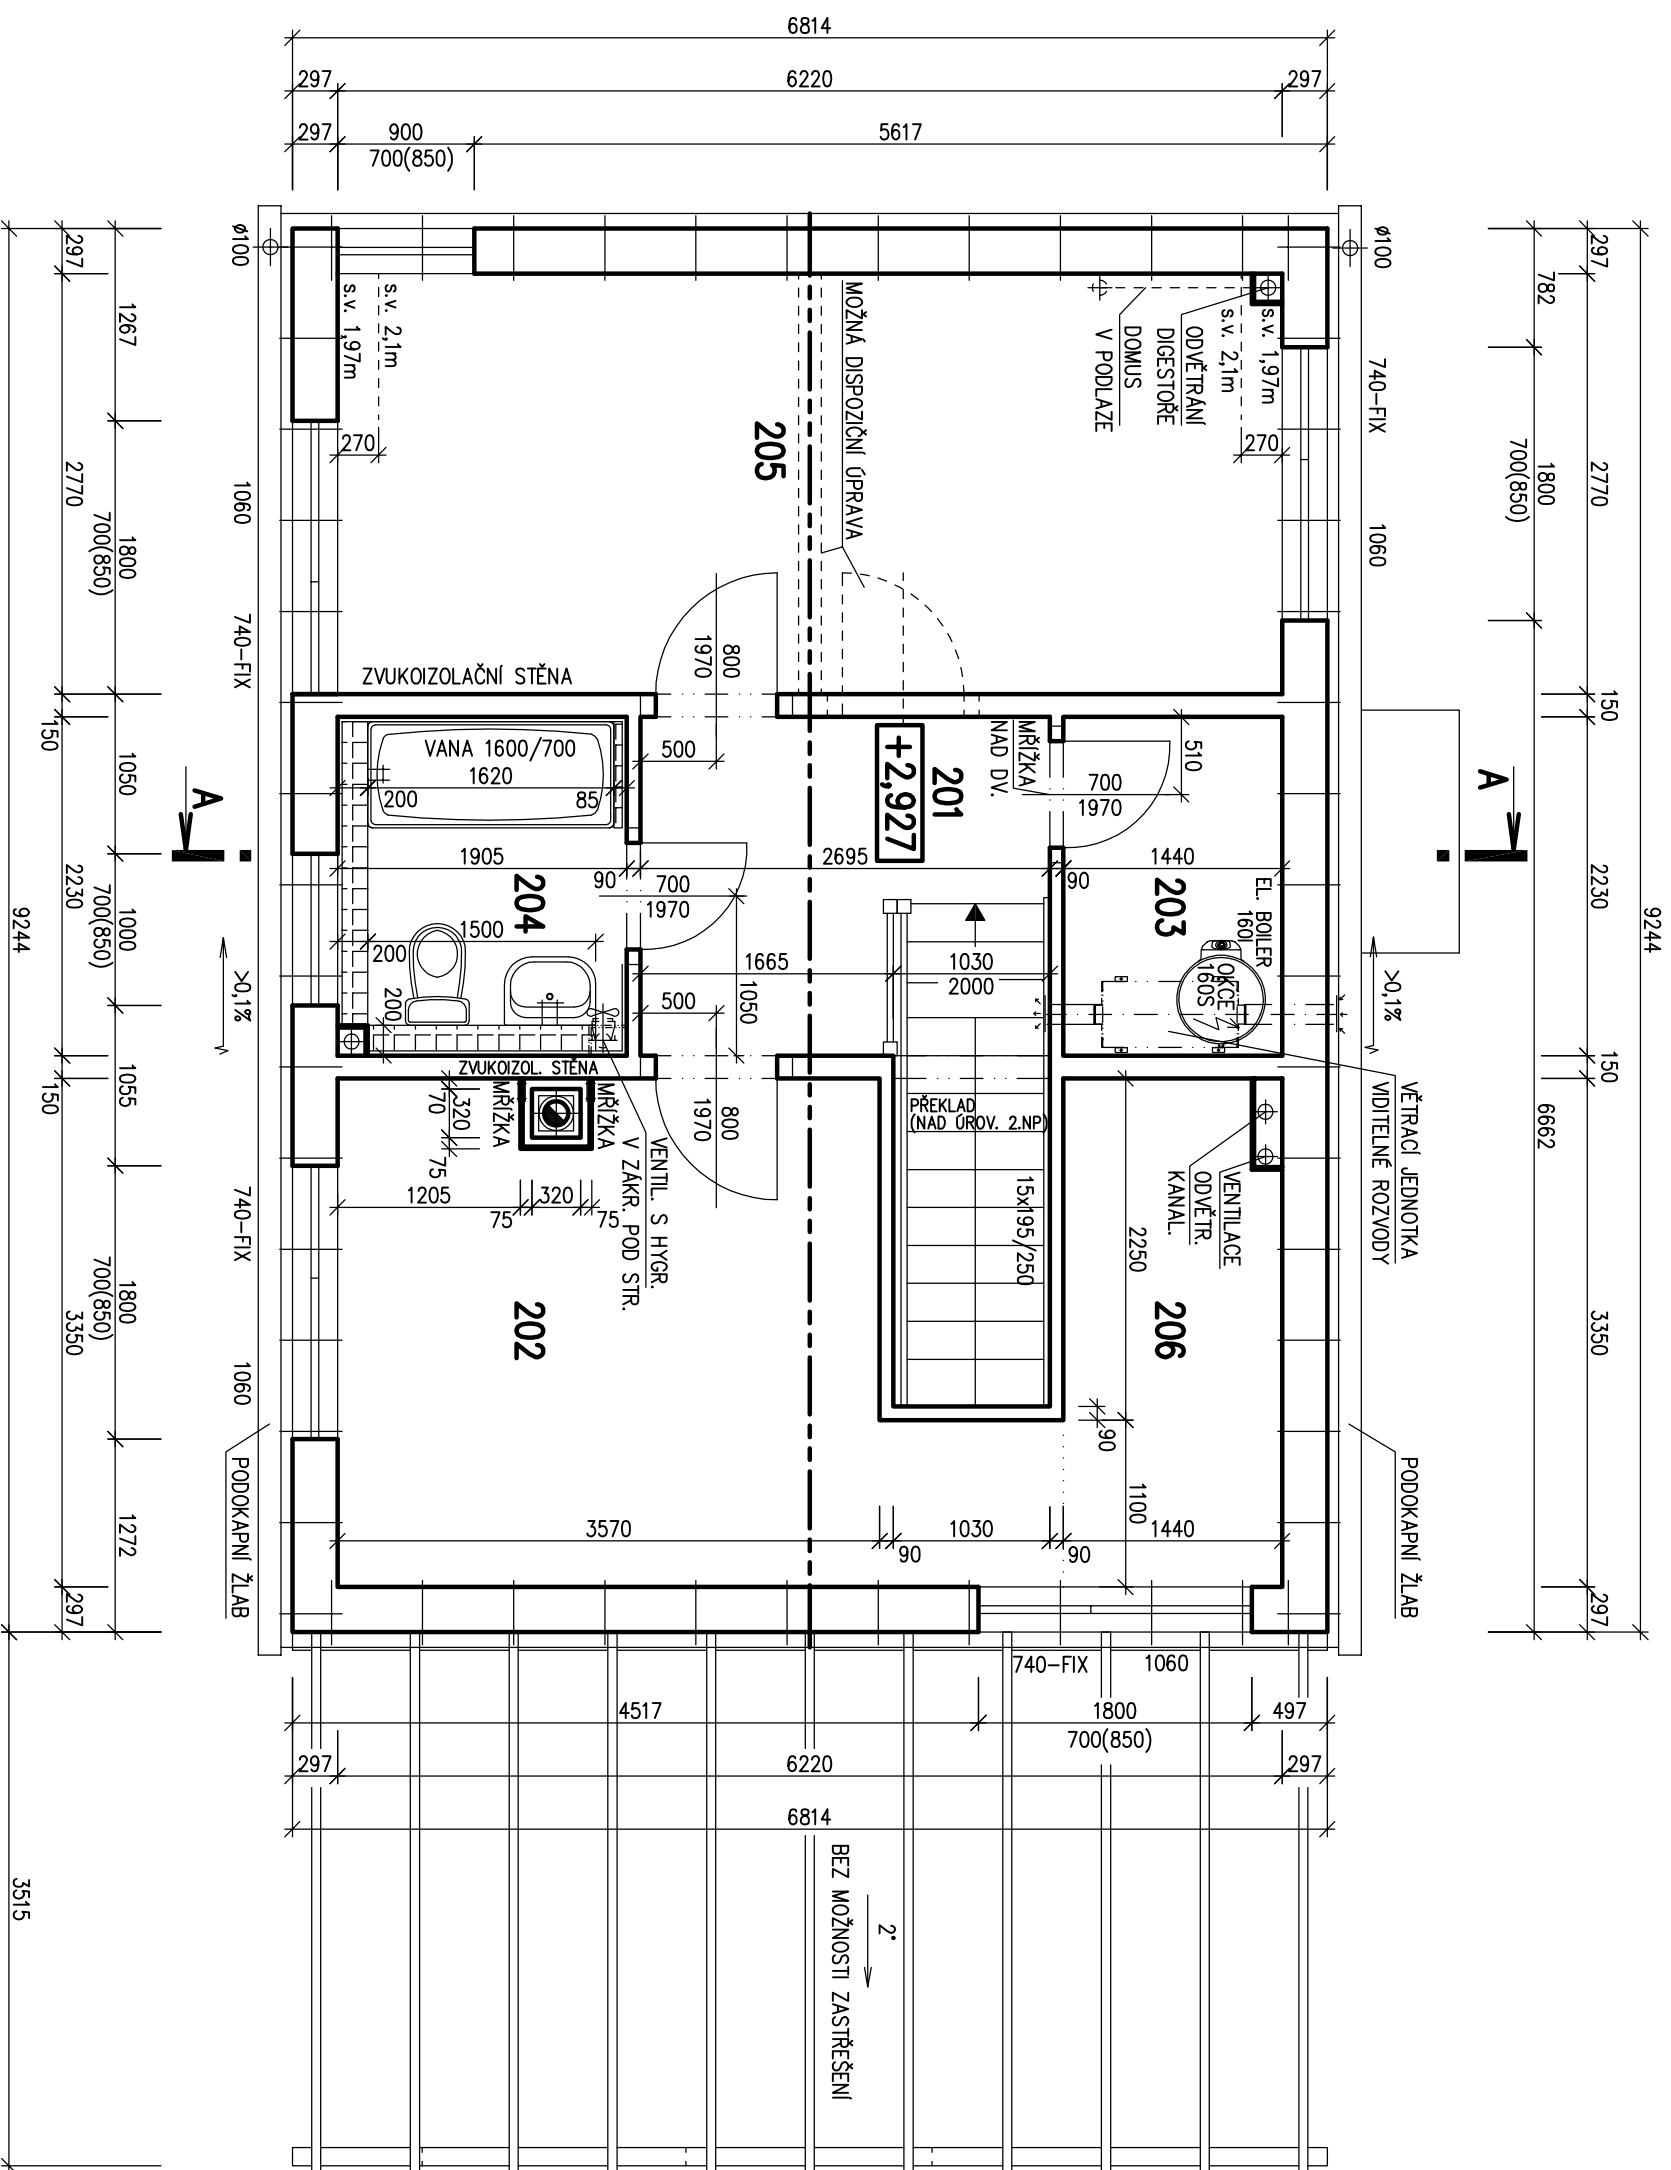 6814
297
6220
297
297
900
700(850)
5617
ø100
ø100
297
1267
297
782
s.v. 1,97m
s.v. 2,1m
270
s.v. 1,97m
s.v. 2,1m
270
ODVĚTRÁNÍ
DIGESTOŘE
DOMUS
V PODLAZE
MOŽNÁ DISPOZIČNÍ ÚPRAVA
205
740-FIX
1060
1060
740-FIX
2770
1800
700(850)
2770
1800
700(850)
ZVUKOIZOLAČNÍ STĚNA
800
1970
150
150
VANA 1600/700
1620
200
85
500
MŘÍŽKA
NAD DV.
201
+2,927
510
700
1970
A
A
1905
90
2695
90
1440
700
1970
204
203
EL. BOILER
160l
OKCE
160S
1500
200
200
1665
1030
2000
1050
500
1050
2230
1000
700(850)
2230
9244
9244
>0,1%
>0,1%
ZVUKOIZOL. STĚNA
150
150
1055
70
320
75
MŘÍŽKA
MŘÍŽKA
800
1970
PŘEKLAD
(NAD ÚROV. 2.NP)
VĚTRACÍ JEDNOTKA
VIDITELNÉ ROZVODY
6662
VENTIL. S HYGR.
V ZÁKR. POD STR.
VENTILACE
ODVĚTR.
KANAL.
15x195/250
1205
75
320
75
2250
202
206
740-FIX
1060
1800
700(850)
3350
3350
90
1100
PODOKAPNÍ ŽLAB
PODOKAPNÍ ŽLAB
3570
90
1030
90
1440
1272
297
297
740-FIX
1060
4517
1800
700(850)
497
297
6220
297
6814
2°
BEZ MOŽNOSTI ZASTŘEŠENÍ
3515